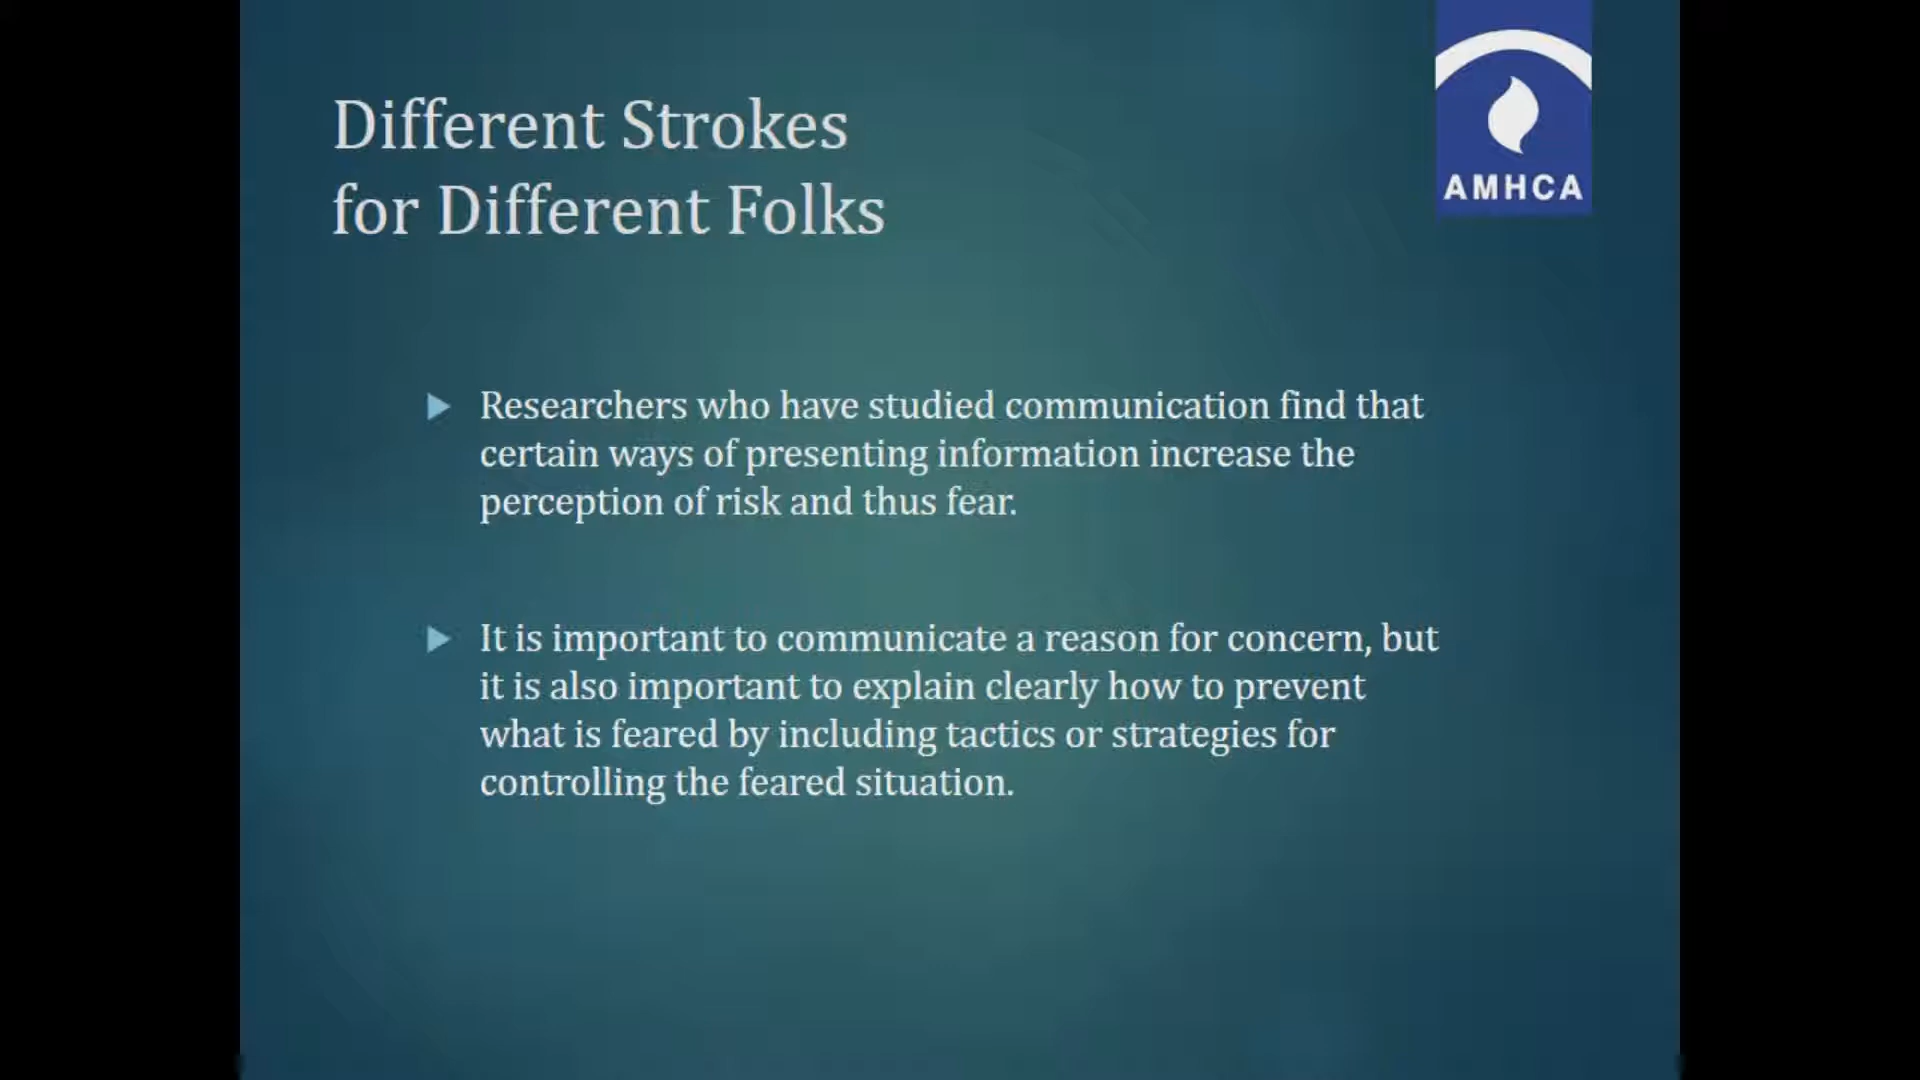 Different Strokes
for Different Folks
AMHCA
Researchers who have studied communication find that
certain ways of presenting information increase the
perception of risk and thus fear.
It is important to communicate a reason for concern, but
it is also important to explain clearly how to prevent
what is feared by including tactics or strategies for
controlling the feared situation.